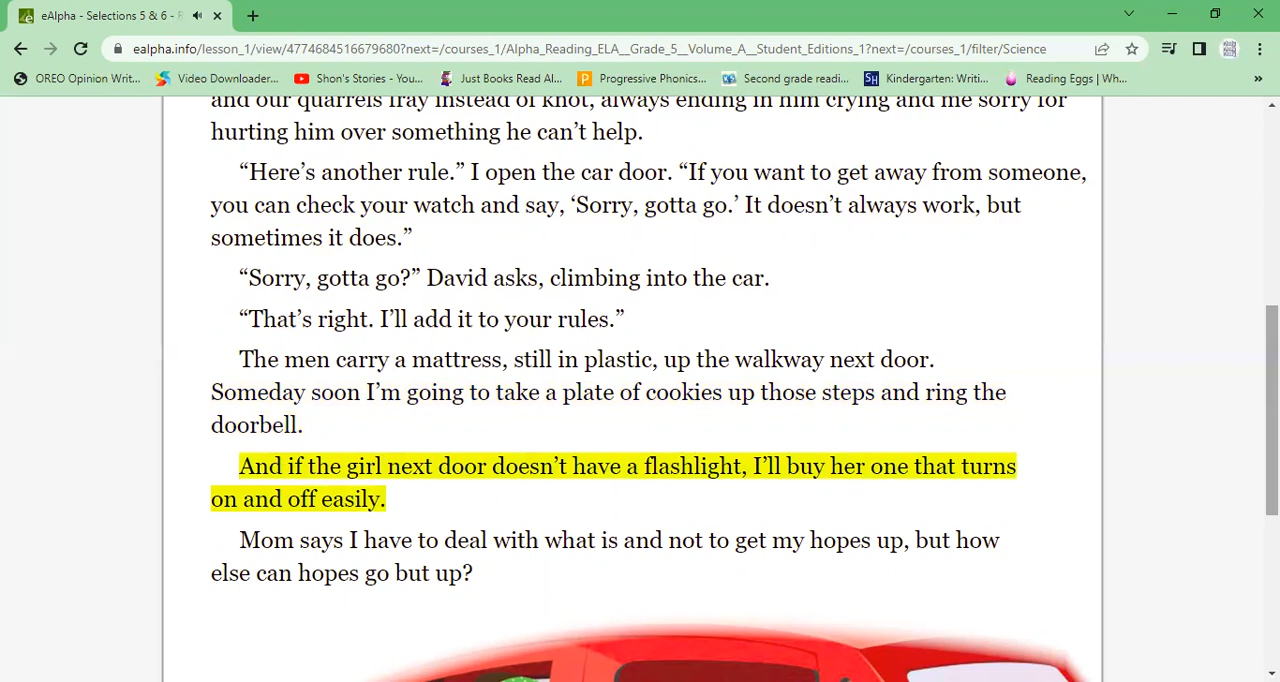 eAlpha - Selections 5 & 6 - R
ealpha.info/lesson_1/view/4774684516679680?next=/courses_1/Alpha_Reading_ELA__Grade_5__Volume_A__Student_Editions_1?next=/courses_1/filter/Science
OREO Opinion Writ... Video Downloader... Shon's Stories - You... Just Books Read Al... P Progressive Phonics... Second grade readi... SH Kindergarten: Writi... Reading Eggs | Wh... »
and our quarrels fray instead of knot, always ending in him crying and me sorry for
hurting him over something he can’t help.
“Here’s another rule.” I open the car door. “If you want to get away from someone,
you can check your watch and say, ‘Sorry, gotta go.’ It doesn’t always work, but
sometimes it does.”
“Sorry, gotta go?” David asks, climbing into the car.
“That’s right. I’ll add it to your rules.”
The men carry a mattress, still in plastic, up the walkway next door.
Someday soon I’m going to take a plate of cookies up those steps and ring the
doorbell.
And if the girl next door doesn’t have a flashlight, I’ll buy her one that turns
on and off easily.
Mom says I have to deal with what is and not to get my hopes up, but how
else can hopes go but up?